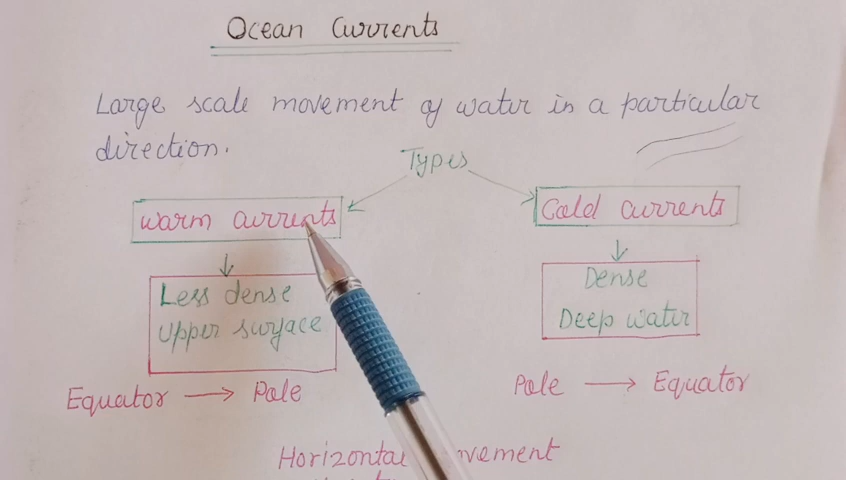 Ocean Currents
Large scale movement of water in a particular
direction.
Types
Warm currents
Cold currents
Less dense
Upper surface
Dense
Deep water
Equator → Pole
Pole → Equator
Horizontal